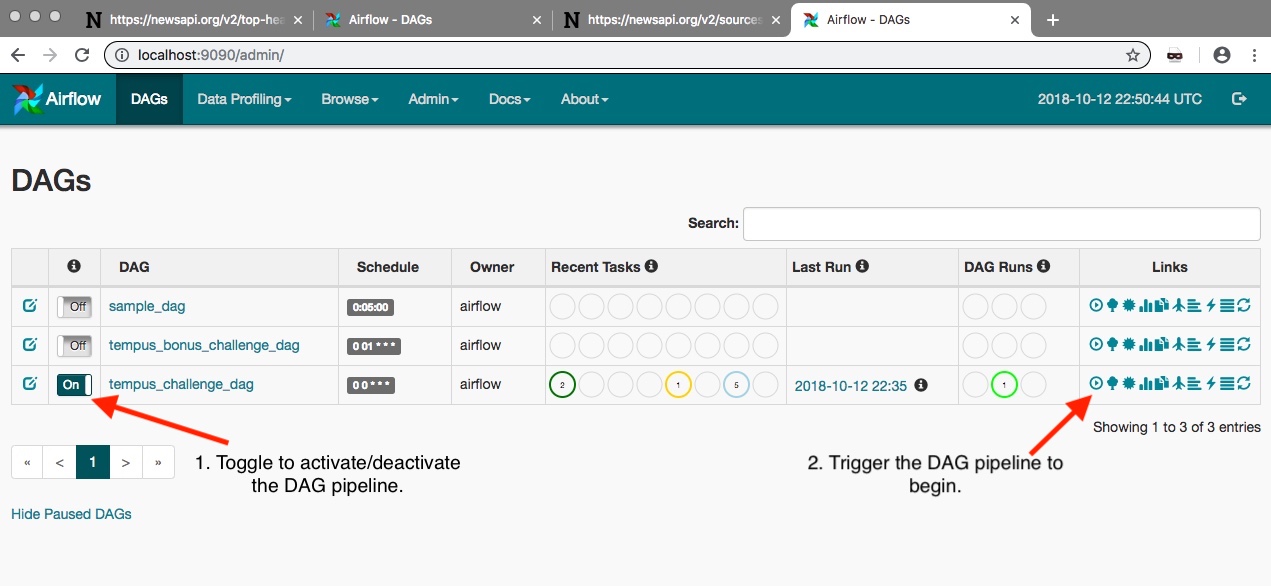 https://newsapi.org/v2/top-hea
Airflow - DAGs
https://newsapi.org/v2/sources
Airflow - DAGs
localhost:9090/admin/
Airflow DAGs Data Profiling Browse Admin Docs About 2018-10-12 22:50:44 UTC
DAGs
Search:
DAG Schedule Owner Recent Tasks Last Run DAG Runs Links
Off sample_dag 0:05:00 airflow
Off tempus_bonus_challenge_dag 0 01 * * * airflow
On tempus_challenge_dag 0 0 * * * airflow 2 1 5 2018-10-12 22:35 1
Showing 1 to 3 of 3 entries
« < 1 > »
1. Toggle to activate/deactivate
the DAG pipeline.
2. Trigger the DAG pipeline to
begin.
Hide Paused DAGs